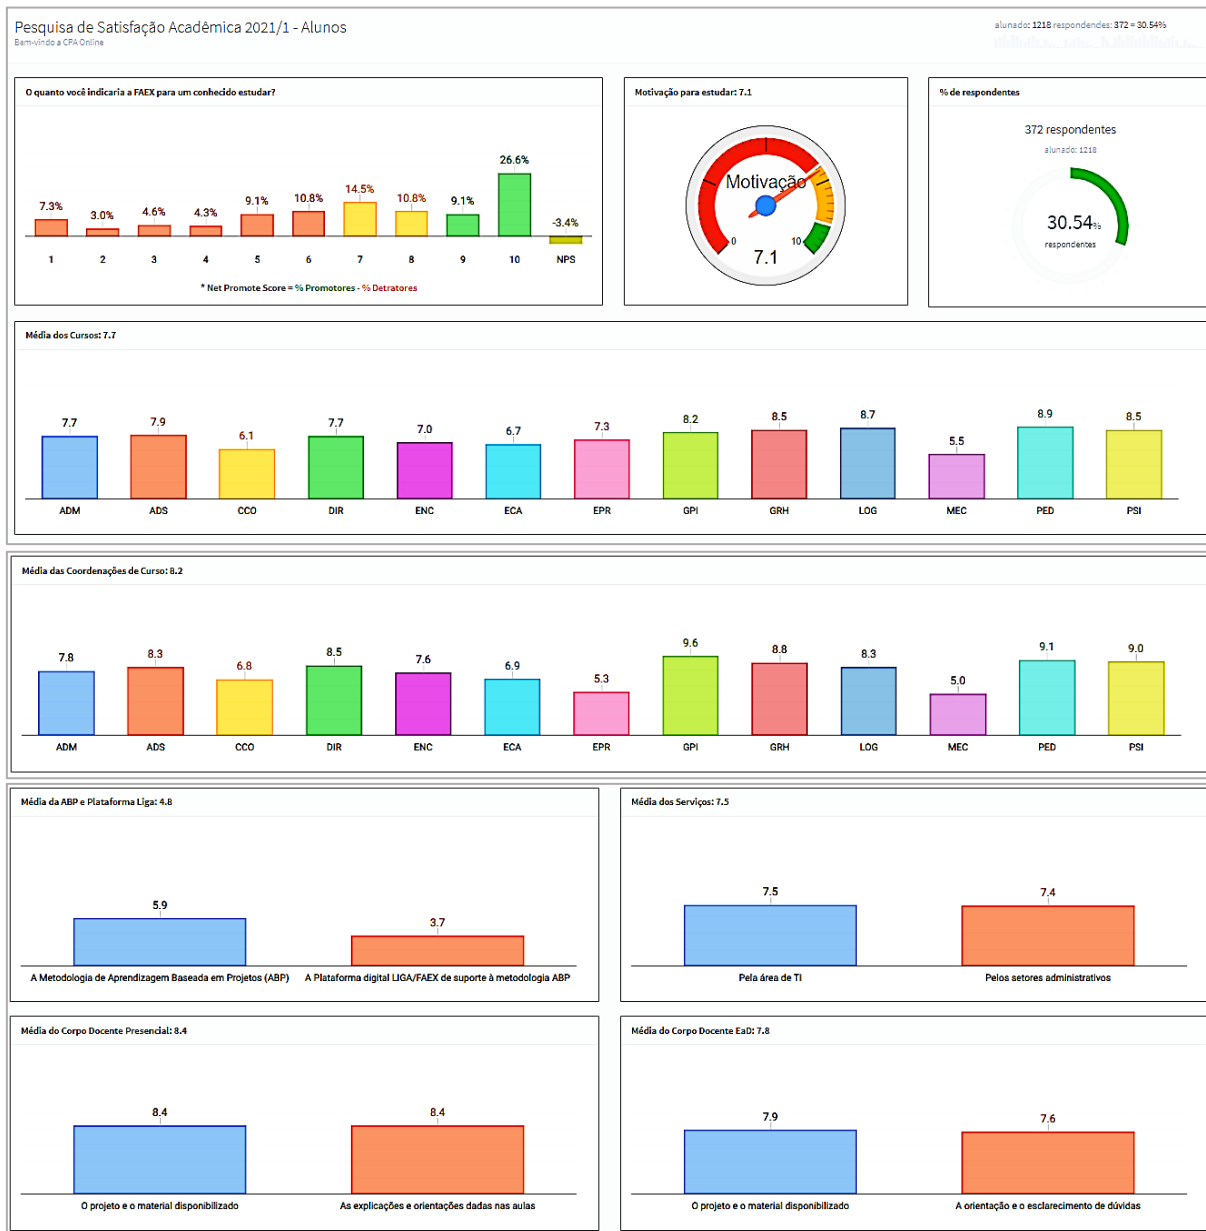 Pesquisa de Satisfação Acadêmica 2021/1 - Alunos
Bem-vindo a CPA Online
alunado: 1218 respondendes: 372 = 30.54%
O quanto você indicaria a FAEX para um conhecido estudar?
7.3% 3.0% 4.6% 4.3% 9.1% 10.8% 14.5% 10.8% 9.1% 26.6% -3.4%
1 2 3 4 5 6 7 8 9 10 NPS
* Net Promote Score = % Promotores - % Detratores
Motivação para estudar: 7.1
Motivação
0 10
7.1
% de respondentes
372 respondentes
alunado: 1218
30.54%
respondentes
Média dos Cursos: 7.7
7.7 7.9 6.1 7.7 7.0 6.7 7.3 8.2 8.5 8.7 5.5 8.9 8.5
ADM ADS CCO DIR ENC ECA EPR GPI GRH LOG MEC PED PSI
Média das Coordenações de Curso: 8.2
7.8 8.3 6.8 8.5 7.6 6.9 5.3 9.6 8.8 8.3 5.0 9.1 9.0
ADM ADS CCO DIR ENC ECA EPR GPI GRH LOG MEC PED PSI
Média da ABP e Plataforma Liga: 4.8
5.9 3.7
A Metodologia de Aprendizagem Baseada em Projetos (ABP) A Plataforma digital LIGA/FAEX de suporte à metodologia ABP
Média dos Serviços: 7.5
7.5 7.4
Pela área de TI Pelos setores administrativos
Média do Corpo Docente Presencial: 8.4
8.4 8.4
O projeto e o material disponibilizado As explicações e orientações dadas nas aulas
Média do Corpo Docente EaD: 7.8
7.9 7.6
O projeto e o material disponibilizado A orientação e o esclarecimento de dúvidas